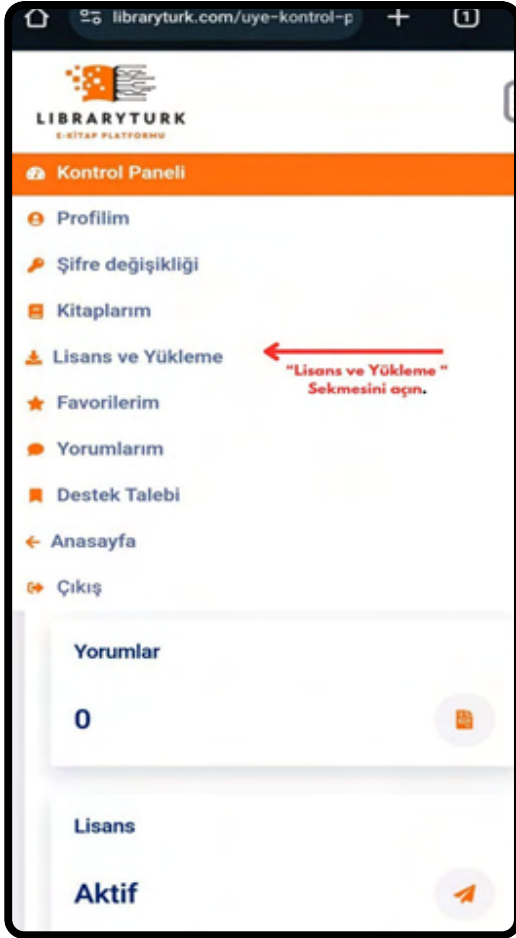 libraryturk.com/uye-kontrol-p
1
LIBRARYTURK
E-KİTAP PLATFORMU
Kontrol Paneli
Profilim
Şifre değişikliği
Kitaplarım
Lisans ve Yükleme
"Lisans ve Yükleme "
Sekmesini açın.
Favorilerim
Yorumlarım
Destek Talebi
Anasayfa
Çıkış
Yorumlar
0
Lisans
Aktif